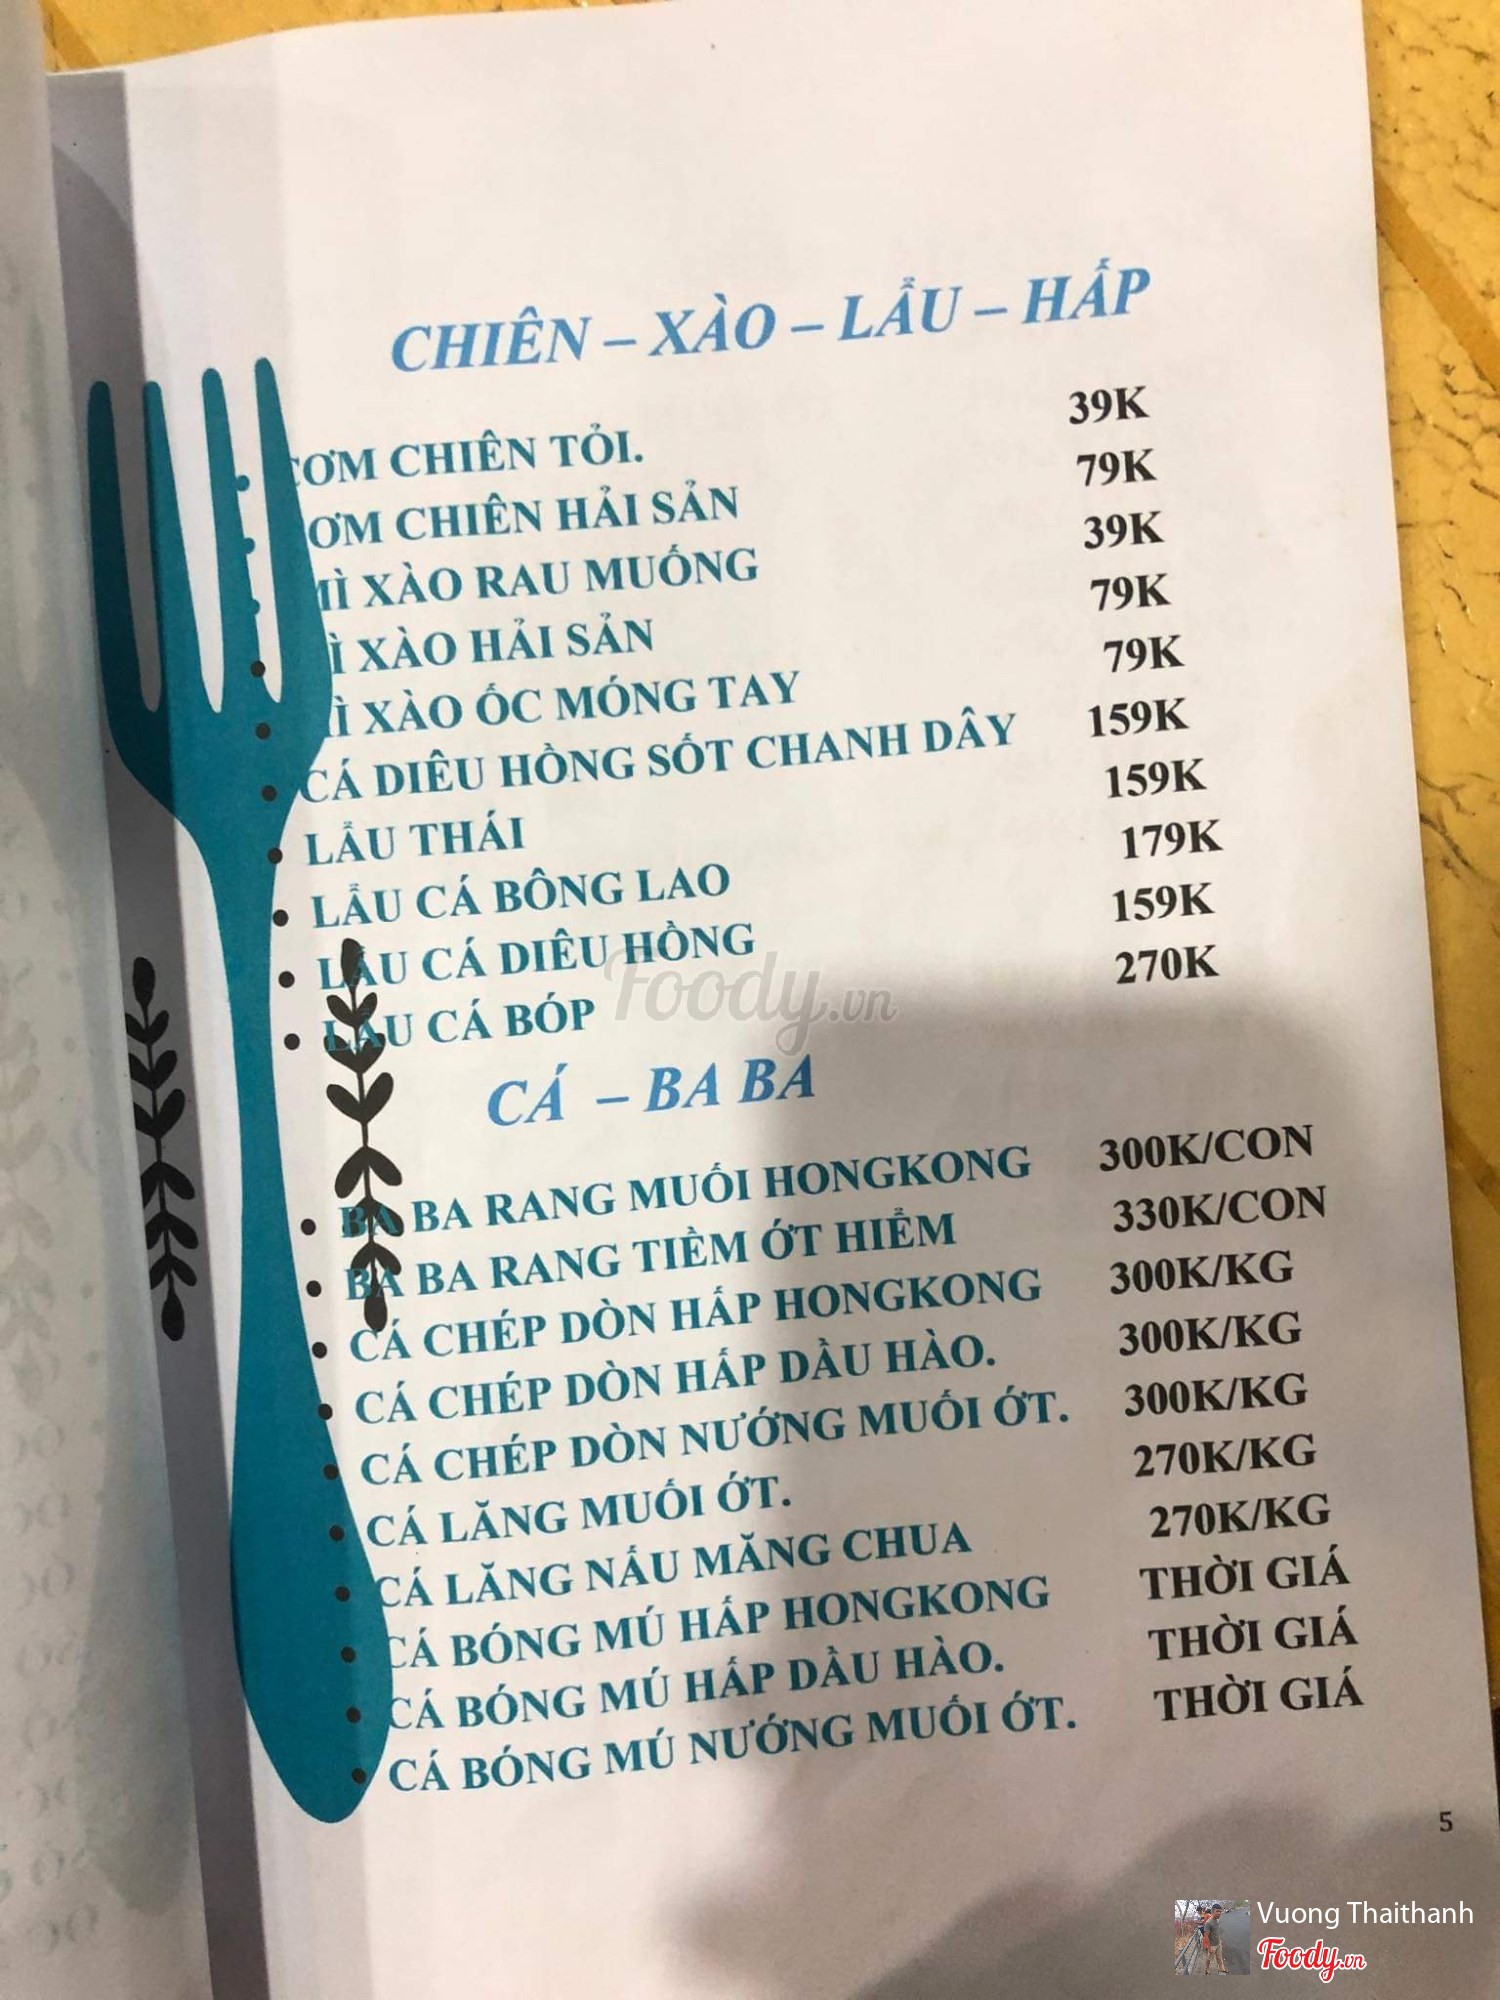 CHIÊN – XÀO – LẨU – HẤP
CƠM CHIÊN TỎI. 39K
CƠM CHIÊN HẢI SẢN 79K
MÌ XÀO RAU MUỐNG 39K
MÌ XÀO HẢI SẢN 79K
MÌ XÀO ỐC MÓNG TAY 79K
CÁ DIÊU HỒNG SỐT CHANH DÂY 159K
LẨU THÁI 159K
LẨU CÁ BÔNG LAO 179K
LẨU CÁ DIÊU HỒNG 159K
LẨU CÁ BÓP 270K
CÁ – BA BA
BA BA RANG MUỐI HONGKONG 300K/CON
BA BA RANG TIỀM ỚT HIỂM 330K/CON
CÁ CHÉP DÒN HẤP HONGKONG 300K/KG
CÁ CHÉP DÒN HẤP DẦU HÀO. 300K/KG
CÁ CHÉP DÒN NƯỚNG MUỐI ỚT. 300K/KG
CÁ LĂNG MUỐI ỚT. 270K/KG
CÁ LĂNG NẤU MĂNG CHUA 270K/KG
CÁ BÓNG MÚ HẤP HONGKONG THỜI GIÁ
CÁ BÓNG MÚ HẤP DẦU HÀO. THỜI GIÁ
CÁ BÓNG MÚ NƯỚNG MUỐI ỚT. THỜI GIÁ
5
Foody.vn
Vuong Thaithanh
Foody.vn